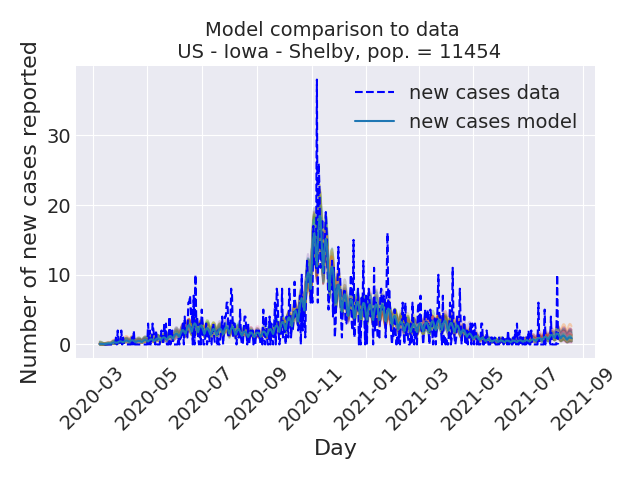 Model comparison to data
US - Iowa - Shelby, pop. = 11454
new cases data
new cases model
Number of new cases reported
30
20
10
0
2020-03
2020-05
2020-07
2020-09
2020-11
2021-01
2021-03
2021-05
2021-07
2021-09
Day